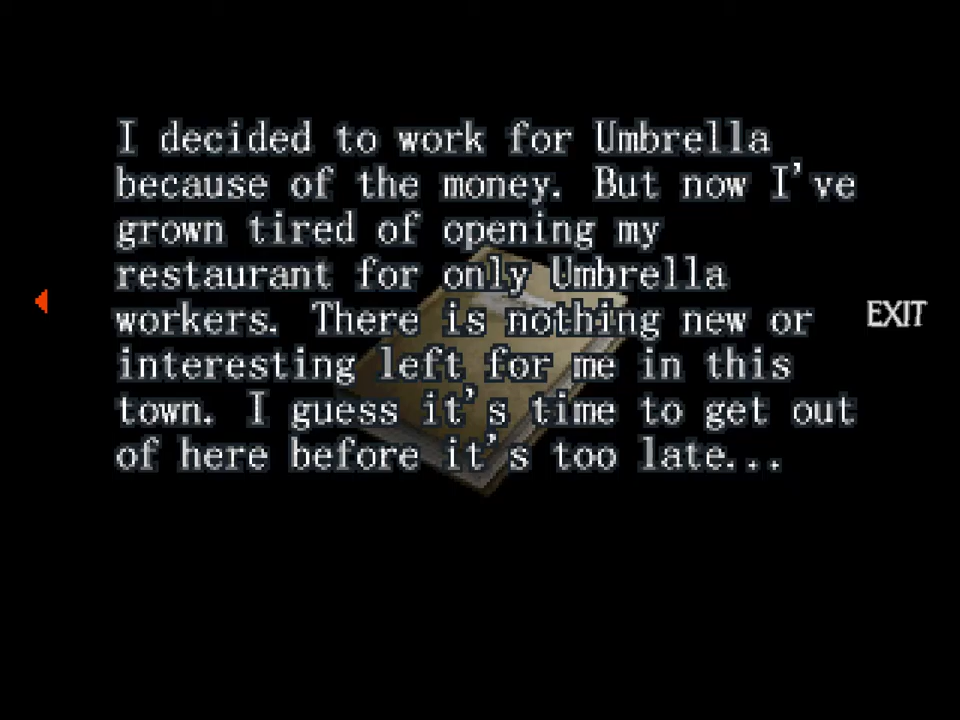 I decided to work for Umbrella
because of the money. But now I've
grown tired of opening my
restaurant for only Umbrella
workers. There is nothing new or
interesting left for me in this
town. I guess it's time to get out
of here before it's too late...
EXIT